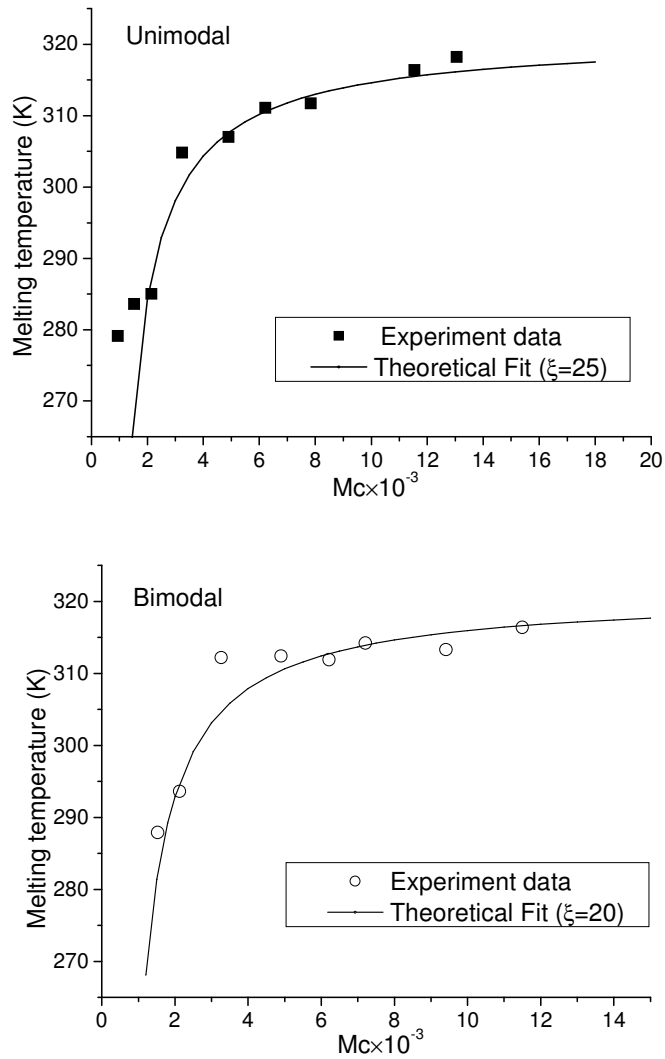 Unimodal
320
310
300
290
280
270
0 2 4 6 8 10 12 14 16 18 20
Melting temperature (K)
Mc×10⁻³
Experiment data
Theoretical Fit (ξ=25)
Bimodal
320
310
300
290
280
270
0 2 4 6 8 10 12 14
Melting temperature (K)
Mc×10⁻³
Experiment data
Theoretical Fit (ξ=20)